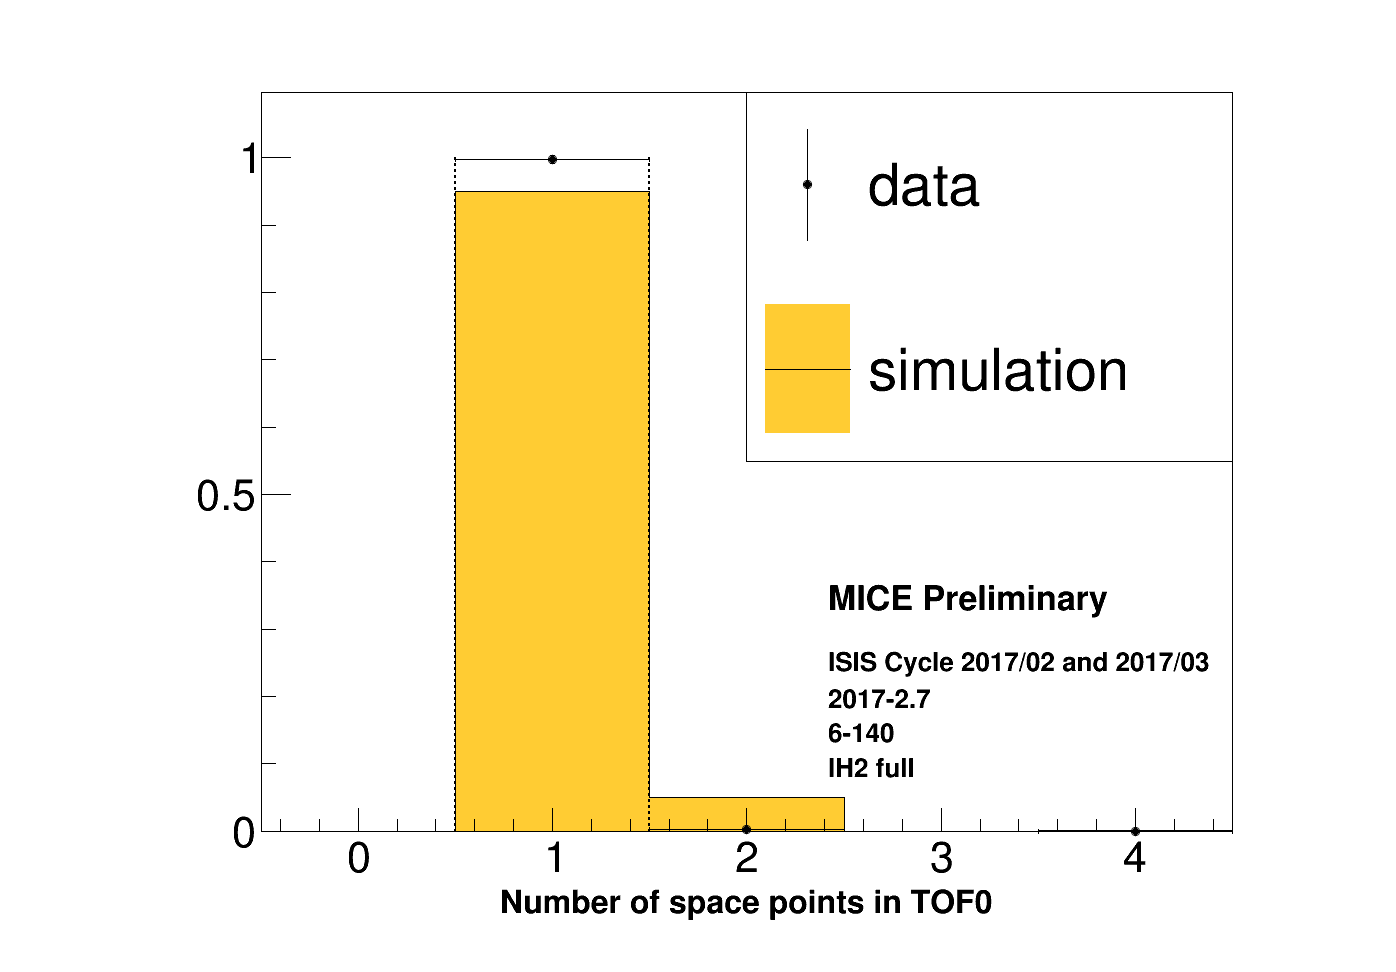 1
data
simulation
0.5
MICE Preliminary
ISIS Cycle 2017/02 and 2017/03
2017-2.7
6-140
IH2 full
0
0 1 2 3 4
Number of space points in TOF0